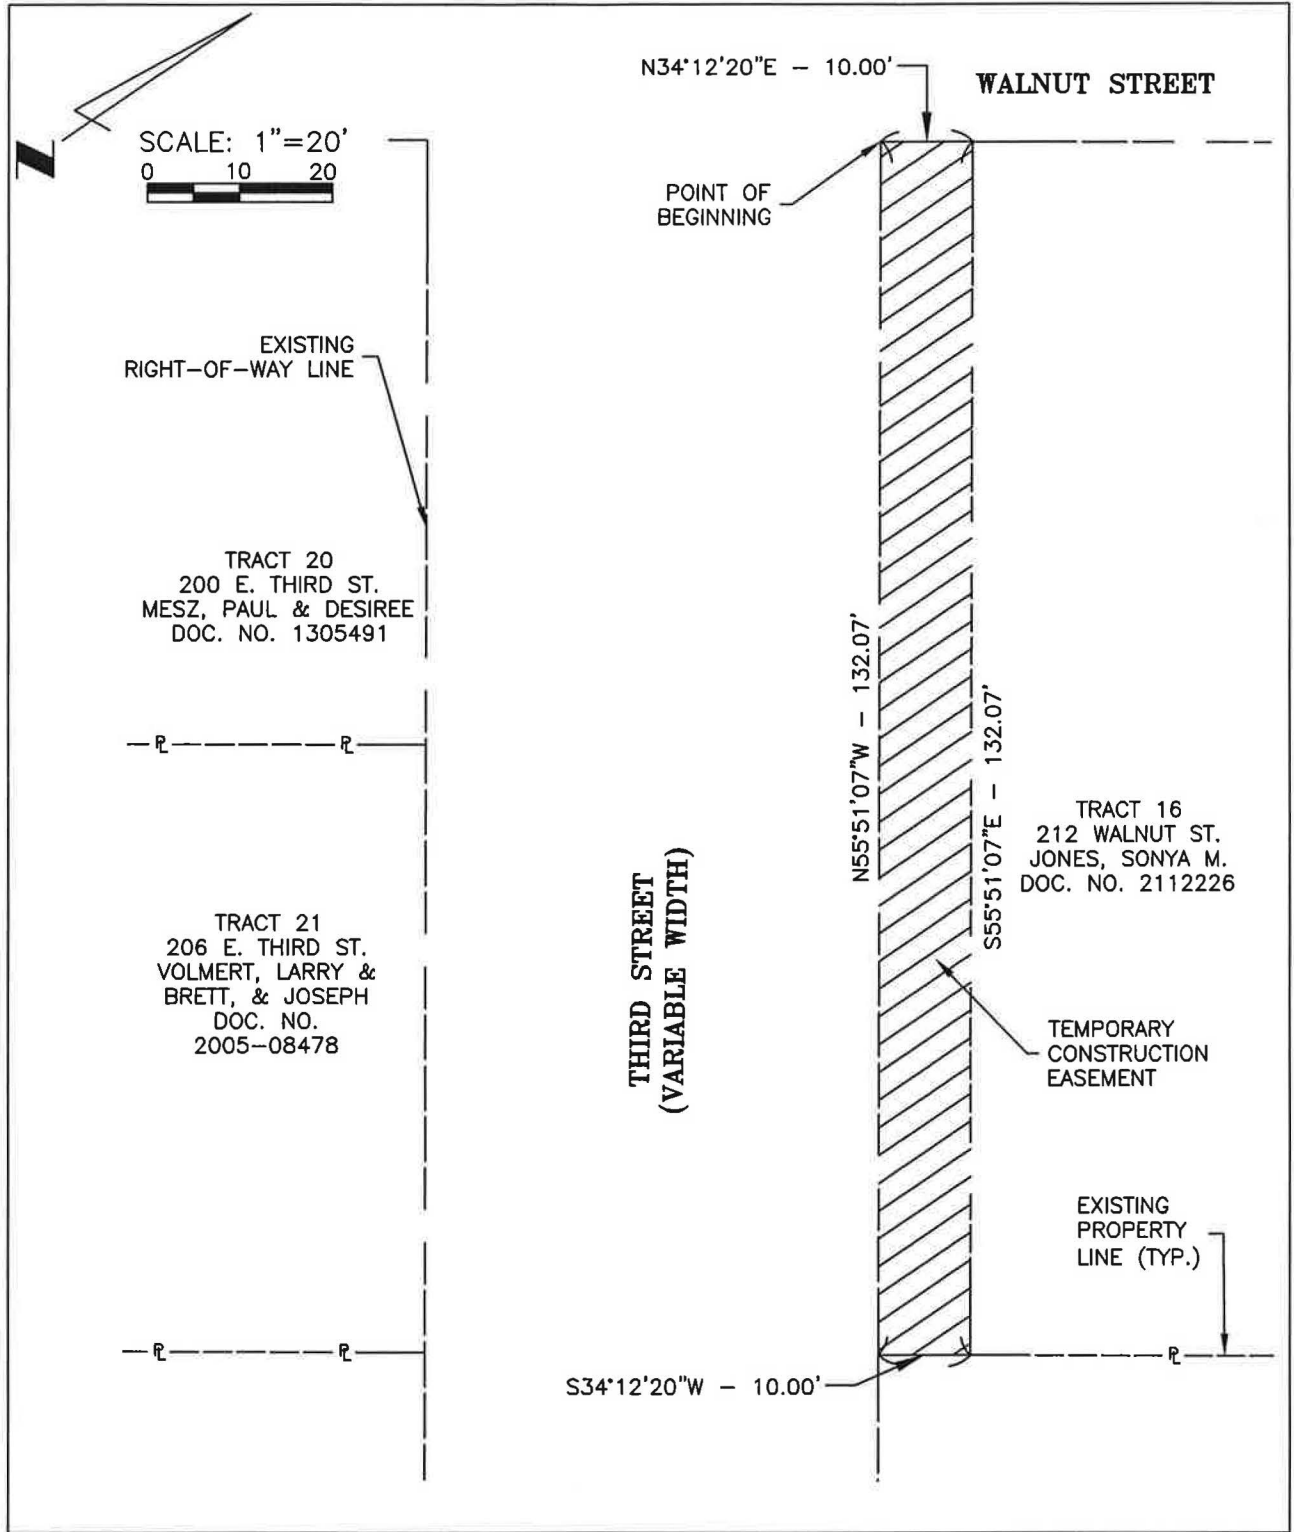 N34°12'20"E – 10.00'
WALNUT STREET
N
SCALE: 1"=20'
0 10 20
POINT OF
BEGINNING
EXISTING
RIGHT–OF–WAY LINE
TRACT 20
200 E. THIRD ST.
MESZ, PAUL & DESIREE
DOC. NO. 1305491
N55°51'07"W – 132.07'
S55°51'07"E – 132.07'
℄ ℄
TRACT 16
212 WALNUT ST.
JONES, SONYA M.
DOC. NO. 2112226
THIRD STREET
(VARIABLE WIDTH)
TRACT 21
206 E. THIRD ST.
VOLMERT, LARRY &
BRETT, & JOSEPH
DOC. NO.
2005–08478
TEMPORARY
CONSTRUCTION
EASEMENT
EXISTING
PROPERTY
LINE (TYP.)
PL PL
PL
S34°12'20"W – 10.00'